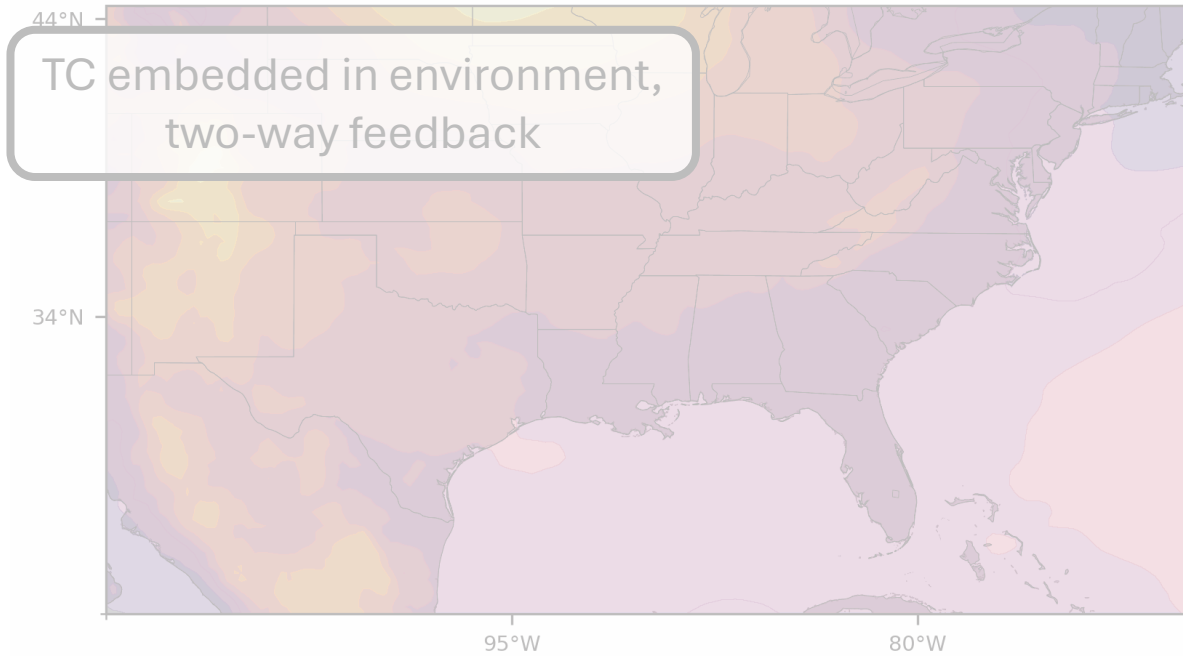 44°N
TC embedded in environment,
two-way feedback
34°N
95°W
80°W